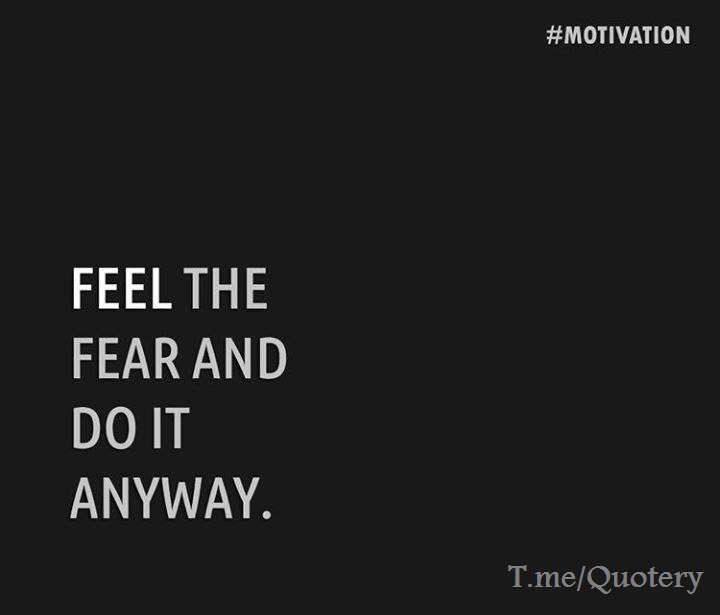 #MOTIVATION
FEEL THE
FEAR AND
DO IT
ANYWAY.
T.me/Quotery